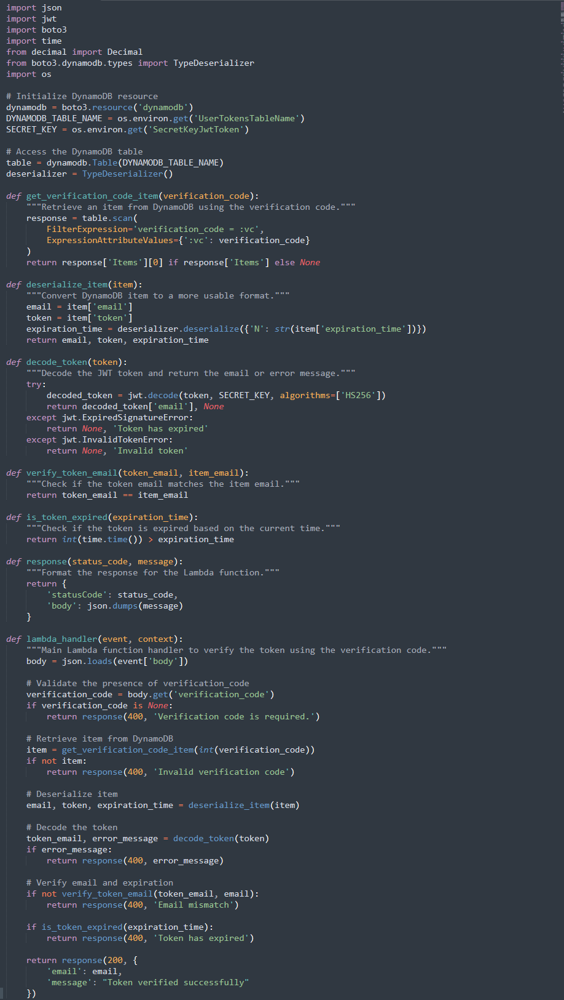 import json
import jwt
import boto3
import time
from decimal import Decimal
from boto3.dynamodb.types import TypeDeserializer
import os

# Initialize DynamoDB resource
dynamodb = boto3.resource('dynamodb')
DYNAMODB_TABLE_NAME = os.environ.get('UserTokensTableName')
SECRET_KEY = os.environ.get('SecretKeyJwtToken')

# Access the DynamoDB table
table = dynamodb.Table(DYNAMODB_TABLE_NAME)
deserializer = TypeDeserializer()

def get_verification_code_item(verification_code):
    """Retrieve an item from DynamoDB using the verification code."""
    response = table.scan(
        FilterExpression='verification_code = :vc',
        ExpressionAttributeValues={':vc': verification_code}
    )
    return response['Items'][0] if response['Items'] else None

def deserialize_item(item):
    """Convert DynamoDB item to a more usable format."""
    email = item['email']
    token = item['token']
    expiration_time = deserializer.deserialize({'N': str(item['expiration_time'])})
    return email, token, expiration_time

def decode_token(token):
    """Decode the JWT token and return the email or error message."""
    try:
        decoded_token = jwt.decode(token, SECRET_KEY, algorithms=['HS256'])
        return decoded_token['email'], None
    except jwt.ExpiredSignatureError:
        return None, 'Token has expired'
    except jwt.InvalidTokenError:
        return None, 'Invalid token'

def verify_token_email(token_email, item_email):
    """Check if the token email matches the item email."""
    return token_email == item_email

def is_token_expired(expiration_time):
    """Check if the token is expired based on the current time."""
    return int(time.time()) > expiration_time

def response(status_code, message):
    """Format the response for the Lambda function."""
    return {
        'statusCode': status_code,
        'body': json.dumps(message)
    }

def lambda_handler(event, context):
    """Main Lambda function handler to verify the token using the verification code."""
    body = json.loads(event['body'])

    # Validate the presence of verification_code
    verification_code = body.get('verification_code')
    if verification_code is None:
        return response(400, 'Verification code is required.')

    # Retrieve item from DynamoDB
    item = get_verification_code_item(int(verification_code))
    if not item:
        return response(400, 'Invalid verification code')

    # Deserialize item
    email, token, expiration_time = deserialize_item(item)

    # Decode the token
    token_email, error_message = decode_token(token)
    if error_message:
        return response(400, error_message)

    # Verify email and expiration
    if not verify_token_email(token_email, email):
        return response(400, 'Email mismatch')

    if is_token_expired(expiration_time):
        return response(400, 'Token has expired')

    return response(200, {
        'email': email,
        'message': "Token verified successfully"
    })